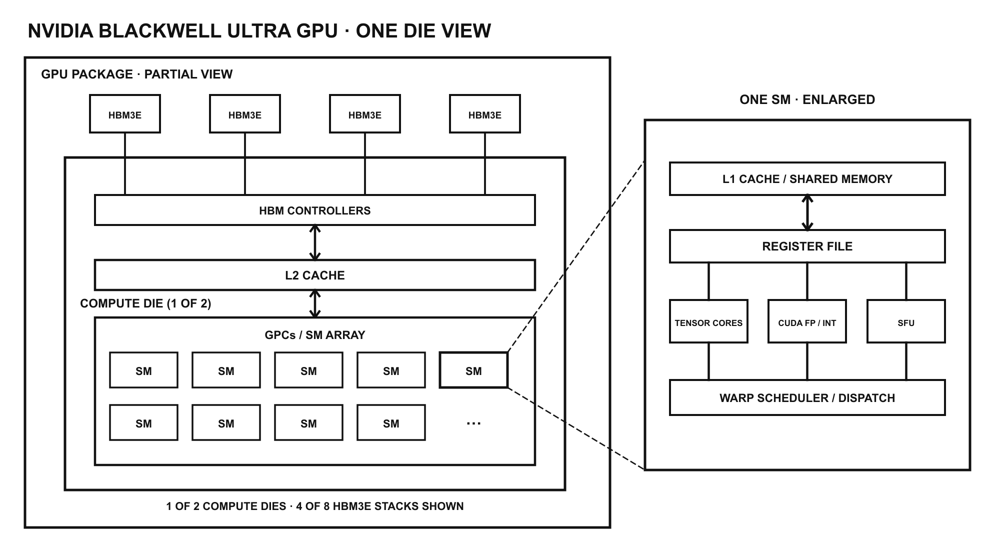 NVIDIA BLACKWELL ULTRA GPU · ONE DIE VIEW
GPU PACKAGE · PARTIAL VIEW
HBM3E
HBM3E
HBM3E
HBM3E
HBM CONTROLLERS
L2 CACHE
COMPUTE DIE (1 OF 2)
GPCs / SM ARRAY
SM
SM
SM
SM
SM
SM
SM
SM
SM
...
1 OF 2 COMPUTE DIES · 4 OF 8 HBM3E STACKS SHOWN
ONE SM · ENLARGED
L1 CACHE / SHARED MEMORY
REGISTER FILE
TENSOR CORES
CUDA FP / INT
SFU
WARP SCHEDULER / DISPATCH